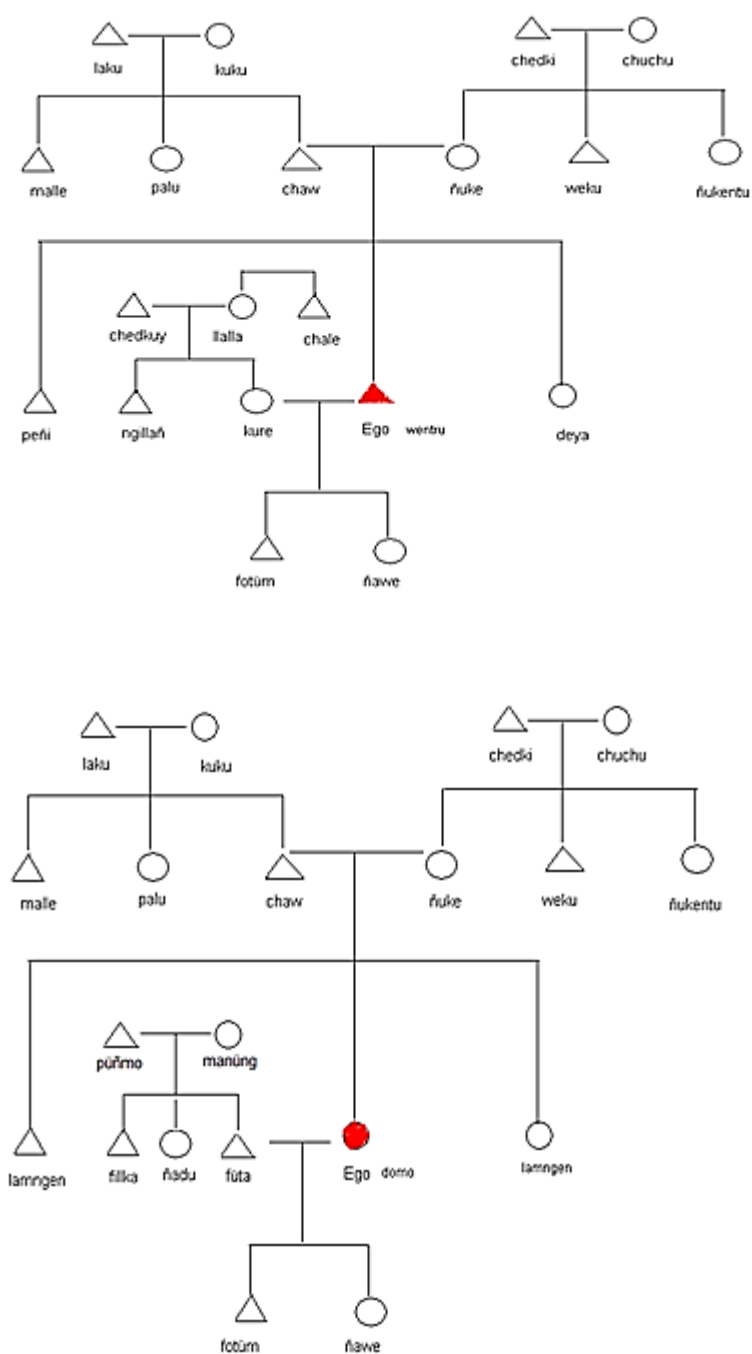 laku kuku chedki chuchu
malle palu chaw ñuke weku ñukentu
chedkuy llalla chale
peñi ngillañ kure Ego wentru deya
fotüm ñawe
laku kuku chedki chuchu
malle palu chaw ñuke weku ñukentu
püñmo manüng
lamngen fillka ñadu füta Ego domo lamngen
fotüm ñawe